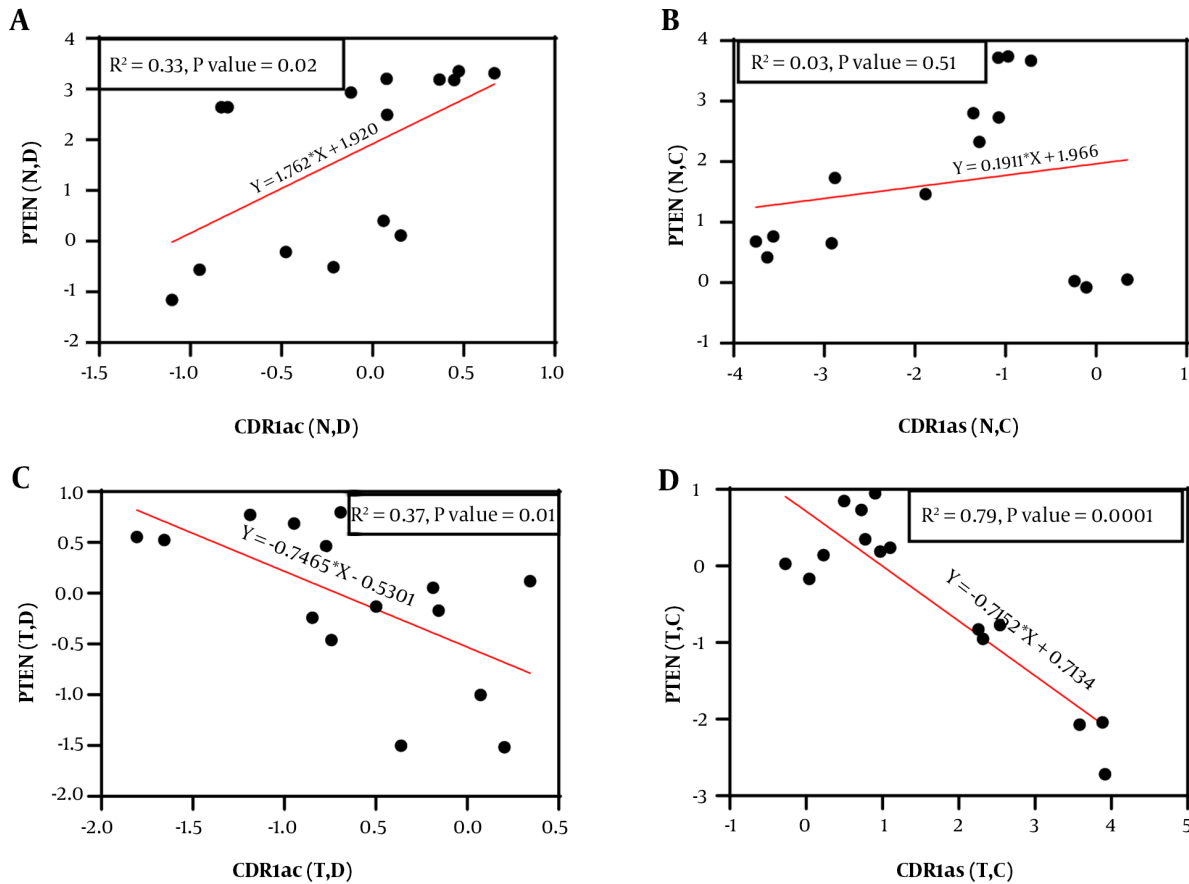 A
R² = 0.33, P value = 0.02
Y = 1.762*X + 1.920
PTEN (N,D)
4
3
2
1
0
-1
-2
-1.5
-1.0
-0.5
0.0
0.5
1.0
CDR1ac (N,D)
B
R² = 0.03, P value = 0.51
Y = 0.1911*X + 1.966
PTEN (N,C)
4
3
2
1
0
-1
-4
-3
-2
-1
0
1
CDR1as (N,C)
C
R² = 0.37, P value = 0.01
Y = -0.7465*X - 0.5301
PTEN (T,D)
1.0
0.5
0.0
-0.5
-1.0
-1.5
-2.0
-2.0
-1.5
-1.0
0.5
0.0
0.5
CDR1ac (T,D)
D
R² = 0.79, P value = 0.0001
Y = -0.7152*X + 0.7134
PTEN (T,C)
1
0
-1
-2
-3
-1
0
1
2
3
4
5
CDR1as (T,C)